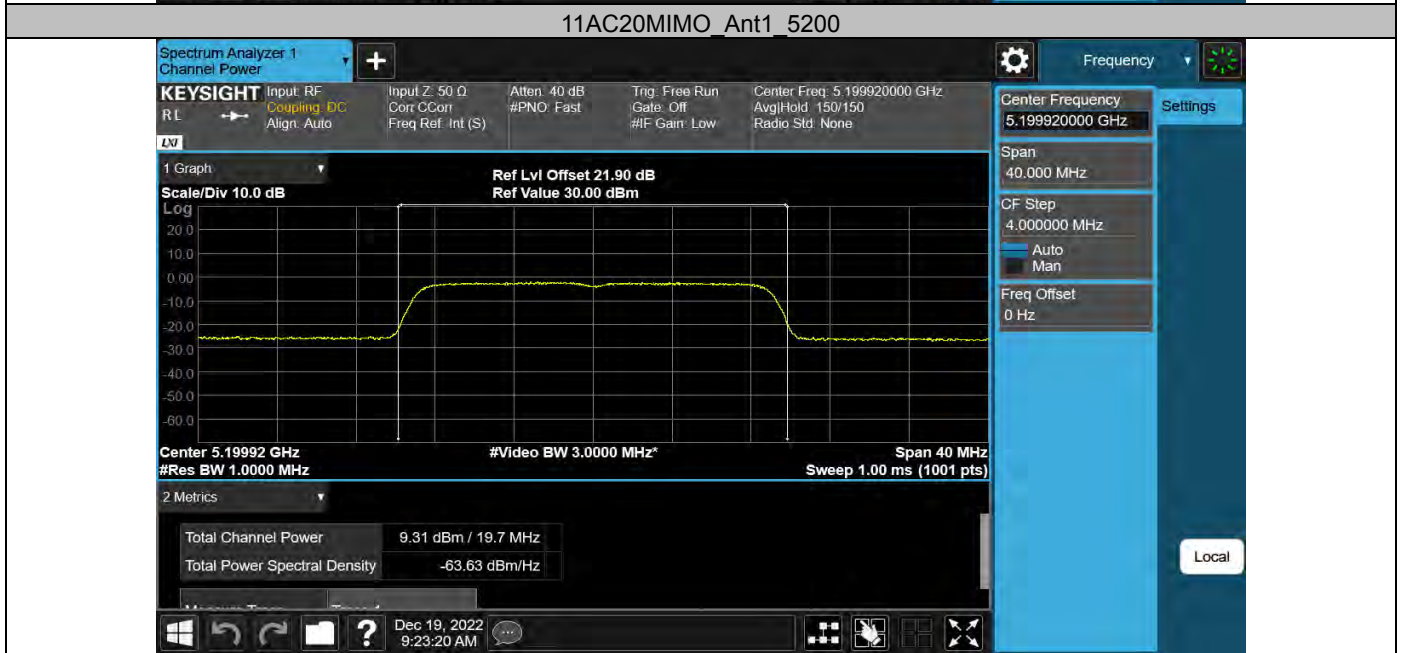 11AC20MIMO_Ant1_5200
Spectrum Analyzer 1
Channel Power
+
Frequency
KEYSIGHT
RL
LXI
Input: RF
Coupling: DC
Align: Auto
Input Z: 50 Ω
Corr CCorr
Freq Ref: Int (S)
Atten: 40 dB
#PNO: Fast
Trig: Free Run
Gate: Off
#IF Gain: Low
Center Freq: 5.199920000 GHz
Avg|Hold: 150/150
Radio Std: None
Center Frequency
5.199920000 GHz
Settings
Span
40.000 MHz
CF Step
4.000000 MHz
Auto
Man
Freq Offset
0 Hz
1 Graph
Scale/Div 10.0 dB
Ref Lvl Offset 21.90 dB
Ref Value 30.00 dBm
Log
20.0
10.0
0.00
-10.0
-20.0
-30.0
-40.0
-50.0
-60.0
Center 5.19992 GHz
#Res BW 1.0000 MHz
#Video BW 3.0000 MHz*
Span 40 MHz
Sweep 1.00 ms (1001 pts)
2 Metrics
Total Channel Power 9.31 dBm / 19.7 MHz
Total Power Spectral Density -63.63 dBm/Hz
Local
?
Dec 19, 2022
9:23:20 AM